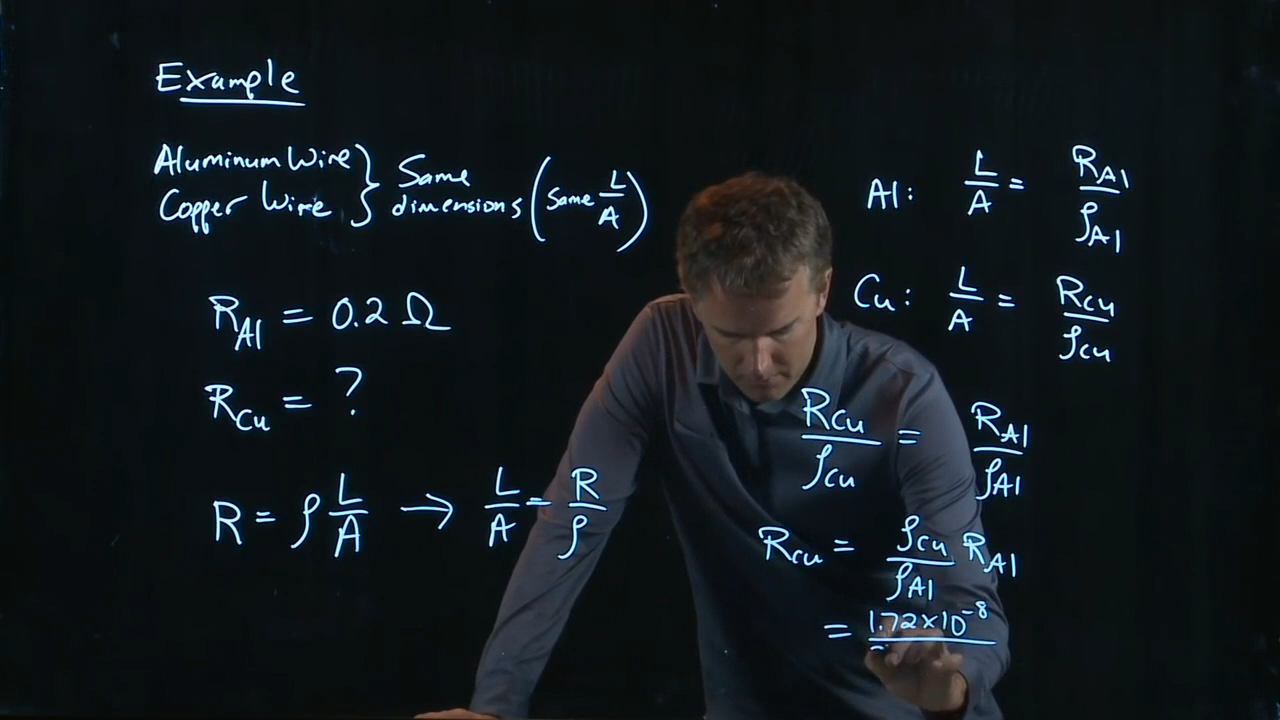 Example
Aluminum Wire
Copper Wire } Same dimensions (Same L/A)
R_Al = 0.2 Ω
R_Cu = ?
R = ρ L/A → L/A = R/ρ
Al: L/A = R_Al/ρ_Al
Cu: L/A = R_Cu/ρ_Cu
R_Cu/ρ_Cu = R_Al/ρ_Al
R_Cu = ρ_Cu/ρ_Al R_Al
= 1.72×10^-8